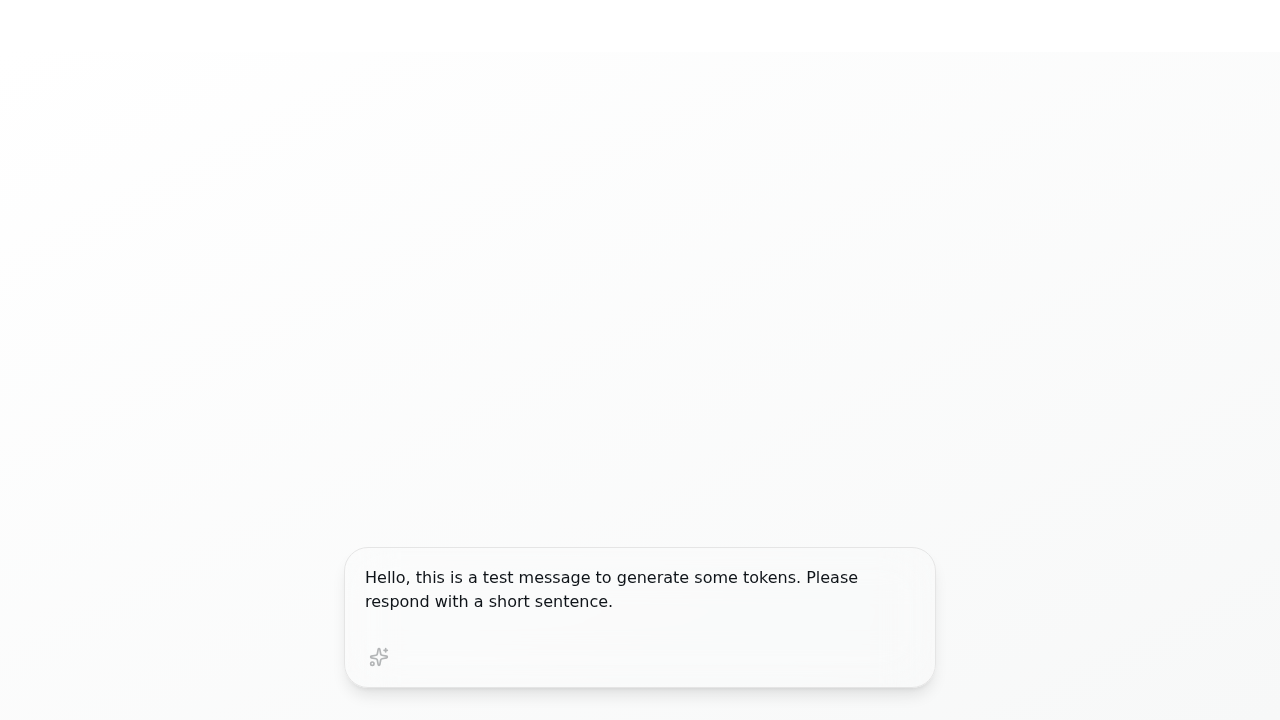 Hello, this is a test message to generate some tokens. Please
respond with a short sentence.